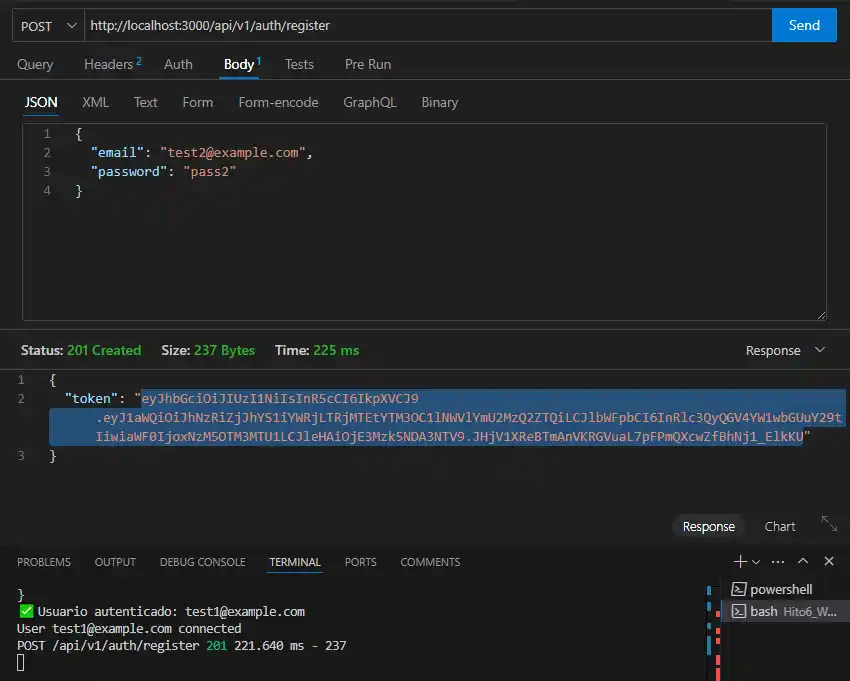 POST
http://localhost:3000/api/v1/auth/register
Send
Query Headers 2 Auth Body 1 Tests Pre Run
JSON XML Text Form Form-encode GraphQL Binary
1 {
2 "email": "test2@example.com",
3 "password": "pass2"
4 }
Status: 201 Created Size: 237 Bytes Time: 225 ms Response
1 {
2 "token": "eyJhbGciOiJIUzI1NiIsInR5cCI6IkpXVCJ9
.eyJ1aWQiOiJhNzRiZjJhYS1iYWRjLTRjMTEtYTM3OC1lNWVlYmU2MzQ2ZTQiLCJlbWFpbCI6InRlc3QyQGV4YW1wbGUuY29t
IiwiaWF0IjoxNzM5OTM3MTU1LCJleHAiOjE3Mzk5NDA3NTV9.JHjV1XReBTmAnVKRGVuaL7pFPmQXcwZfBhNj1_ElkKU"
3 }
Response Chart
PROBLEMS OUTPUT DEBUG CONSOLE TERMINAL PORTS COMMENTS
}
✅ Usuario autenticado: test1@example.com
User test1@example.com connected
POST /api/v1/auth/register 201 221.640 ms - 237
powershell
bash Hito6_W...